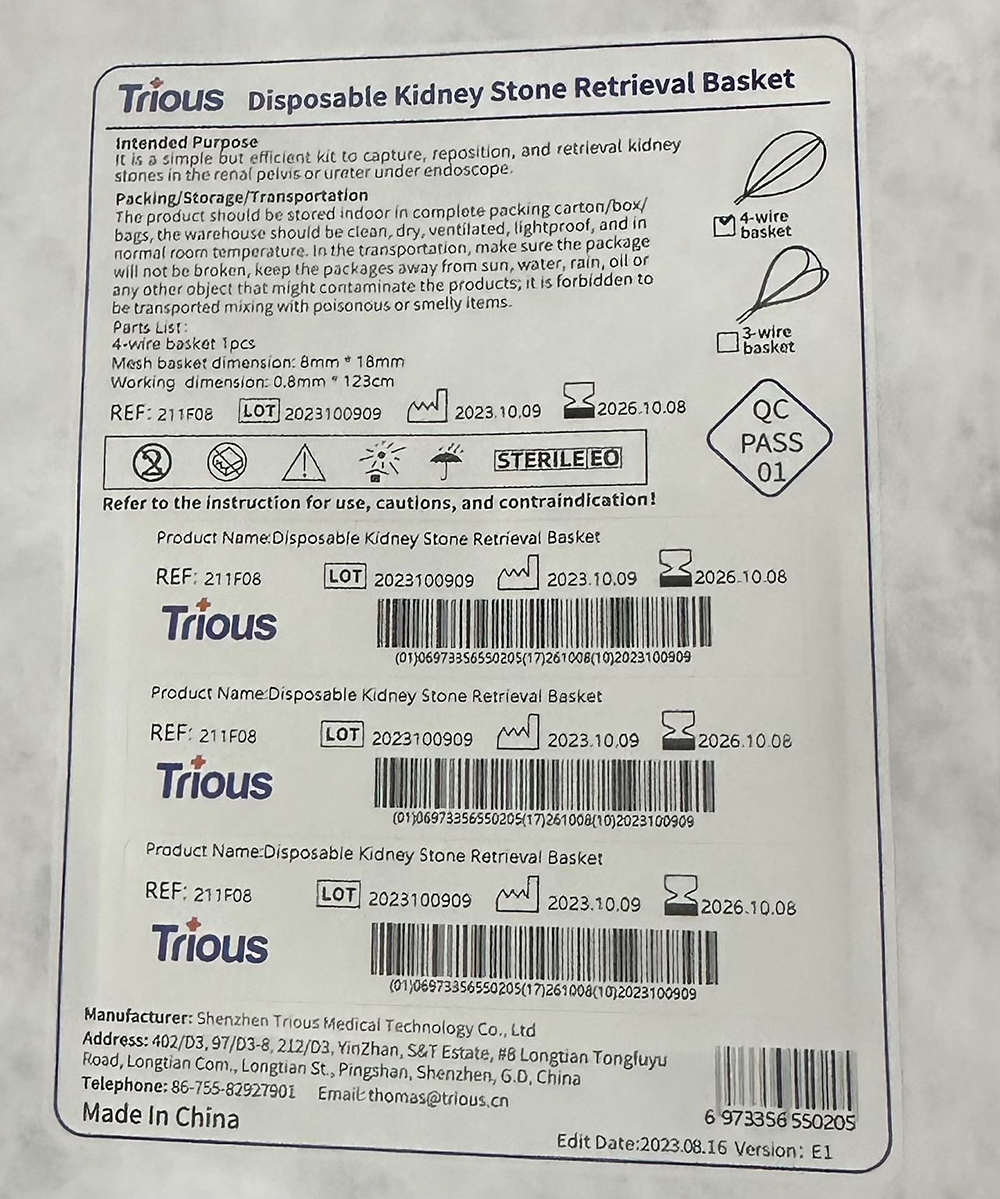 Trious Disposable Kidney Stone Retrieval Basket
Intended Purpose
It is a simple but efficient kit to capture, reposition, and retrieval kidney
stones in the renal pelvis or ureter under endoscope.
Packing/Storage/Transportation
The product should be stored indoor in complete packing carton/box/
bags, the warehouse should be clean, dry, ventilated, lightproof, and in
normal room temperature. In the transportation, make sure the package
will not be broken, keep the packages away from sun, water, rain, oil or
any other object that might contaminate the products; it is forbidden to
be transported mixing with poisonous or smelly items.
Parts List:
4-wire basket 1pcs
Mesh basket dimension: 8mm * 18mm
Working dimension: 0.8mm * 123cm
4-wire
basket
3-wire
basket
REF: 211F08 LOT 2023100909 2023.10.09 2026.10.08
QC
PASS
01
2
STERILE EO
Refer to the instruction for use, cautions, and contraindication!
Product Name:Disposable Kidney Stone Retrieval Basket
REF: 211F08 LOT 2023100909 2023.10.09 2026.10.08
Trious
(01)06973356550205(17)261008(10)2023100909
Product Name:Disposable Kidney Stone Retrieval Basket
REF: 211F08 LOT 2023100909 2023.10.09 2026.10.08
Trious
(01)06973356550205(17)261008(10)2023100909
Product Name:Disposable Kidney Stone Retrieval Basket
REF: 211F08 LOT 2023100909 2023.10.09 2026.10.08
Trious
(01)06973356550205(17)261008(10)2023100909
Manufacturer: Shenzhen Trious Medical Technology Co., Ltd
Address: 402/D3, 97/D3-8, 212/D3, YinZhan, S&T Estate, #8 Longtian Tongfuyu
Road, Longtian Com., Longtian St., Pingshan, Shenzhen, G.D, China
Telephone: 86-755-82927901 Email:thomas@trious.cn
Made In China
6 973356 550205
Edit Date:2023.08.16 Version: E1